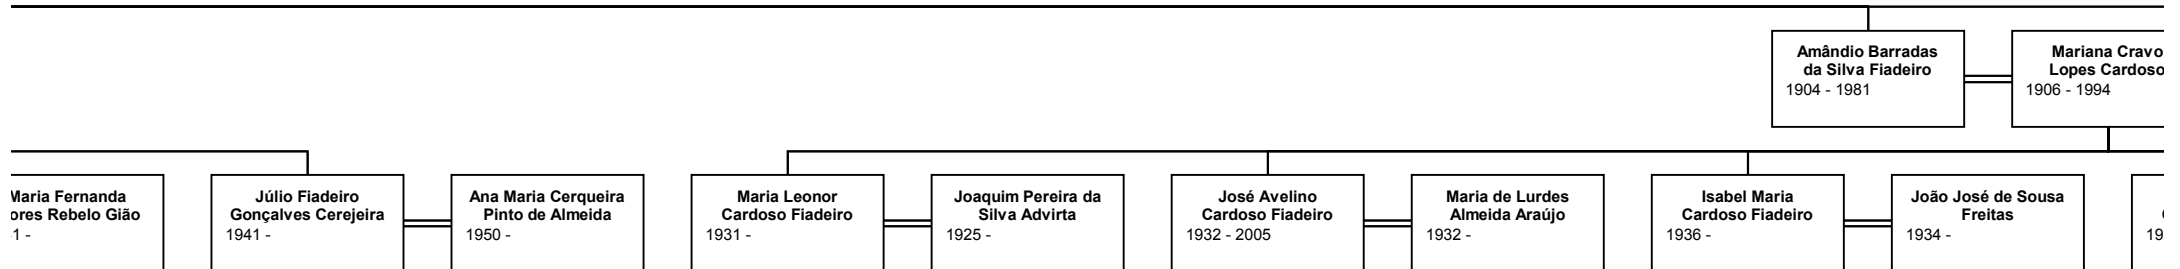 Amândio Barradas
da Silva Fiadeiro
1904 - 1981
Mariana Cravo
Lopes Cardoso
1906 - 1994
Maria Fernanda
Rebelo Gião
Júlio Fiadeiro
Gonçalves Cerejeira
1941 -
Ana Maria Cerqueira
Pinto de Almeida
1950 -
Maria Leonor
Cardoso Fiadeiro
1931 -
Joaquim Pereira da
Silva Advirta
1925 -
José Avelino
Cardoso Fiadeiro
1932 - 2005
Maria de Lurdes
Almeida Araújo
1932 -
Isabel Maria
Cardoso Fiadeiro
1936 -
João José de Sousa
Freitas
1934 -